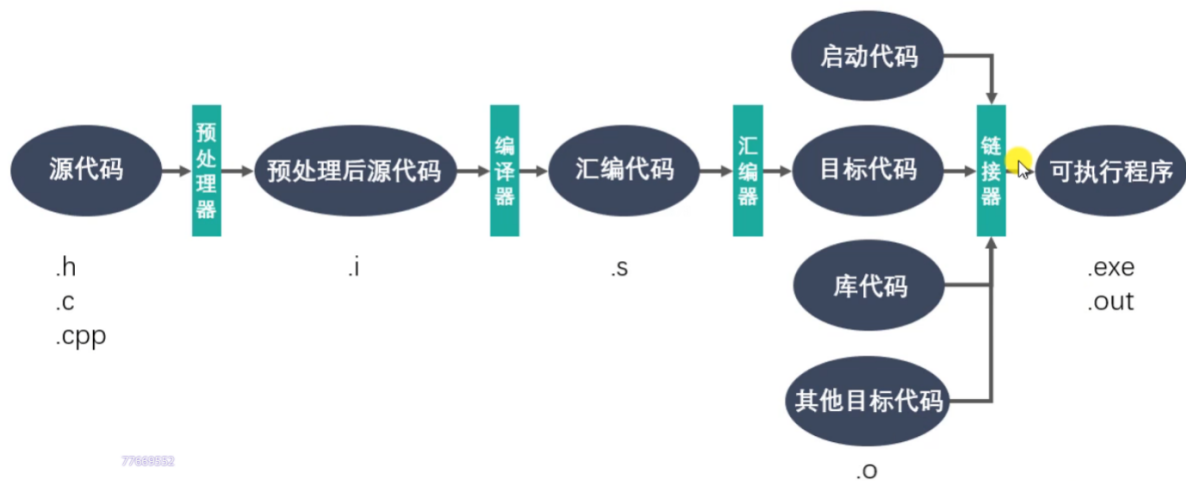 启动代码
源代码
预处理器
预处理后源代码
编译器
汇编代码
汇编器
目标代码
链接器
可执行程序
.h
.c
.cpp
.i
.s
.exe
.out
库代码
其他目标代码
.o
77669552